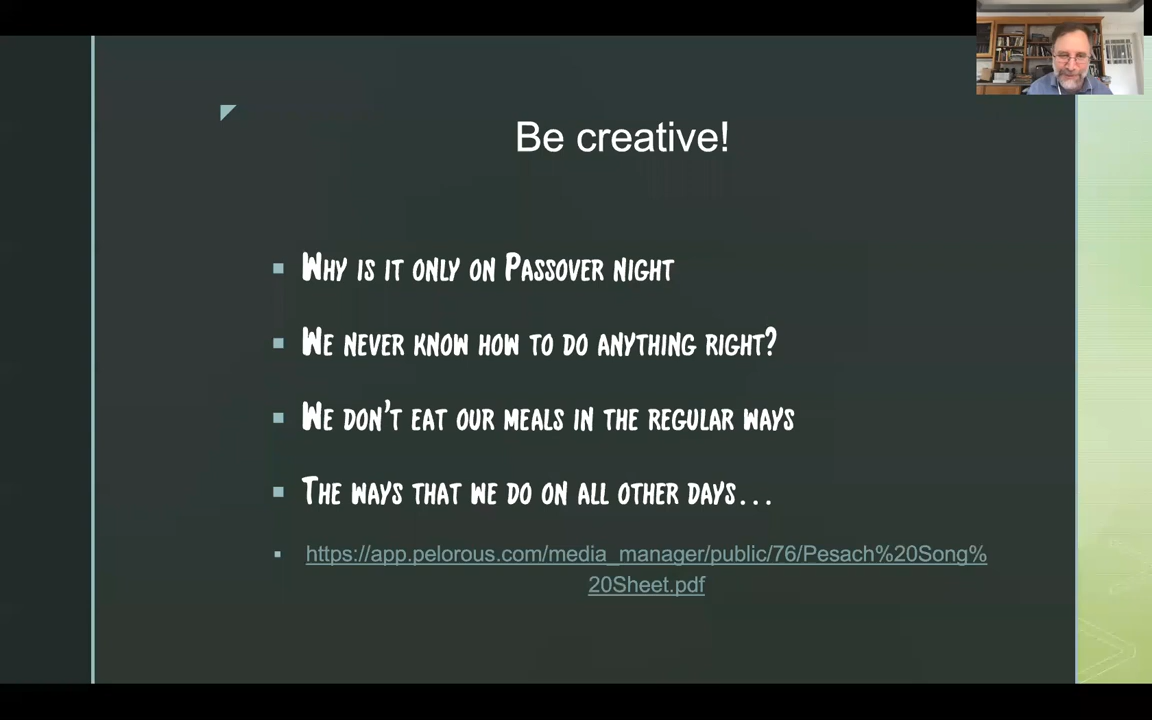 Be creative!
Why is it only on Passover night
We never know how to do anything right?
We don't eat our meals in the regular ways
The ways that we do on all other days...
https://app.pelorous.com/media_manager/public/76/Pesach%20Song%
20Sheet.pdf